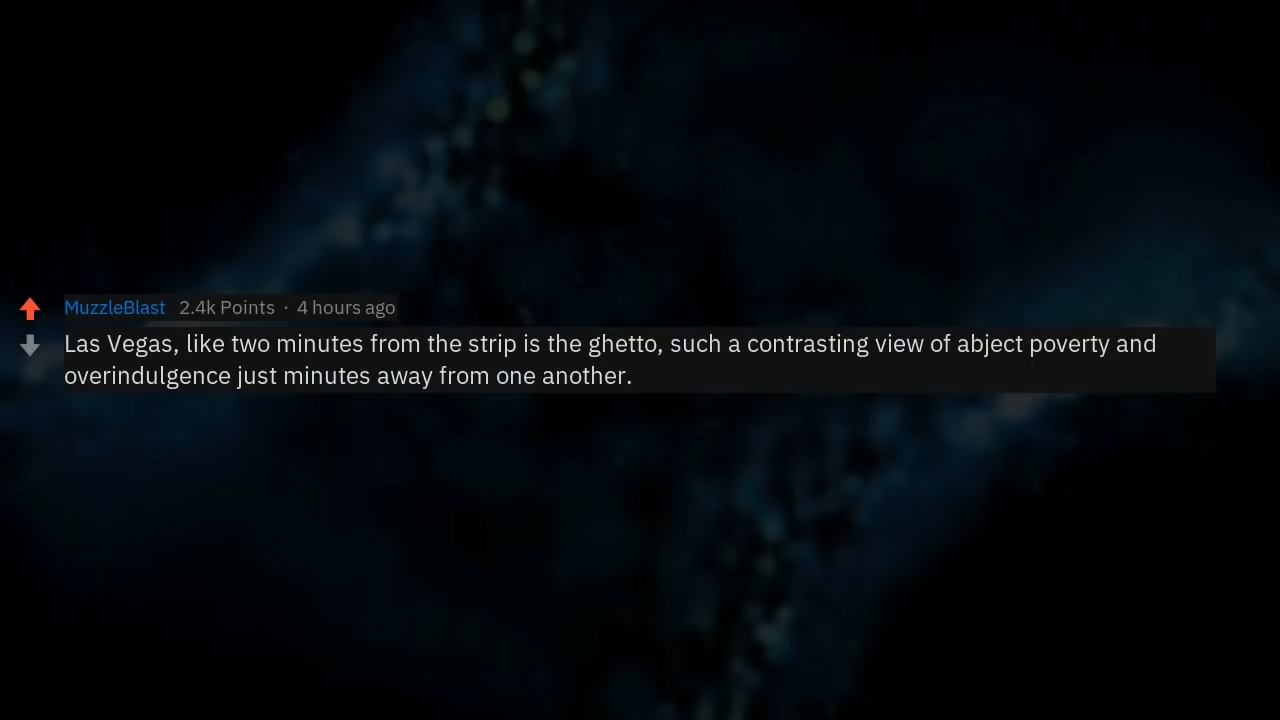 MuzzleBlast 2.4k Points · 4 hours ago
Las Vegas, like two minutes from the strip is the ghetto, such a contrasting view of abject poverty and
overindulgence just minutes away from one another.